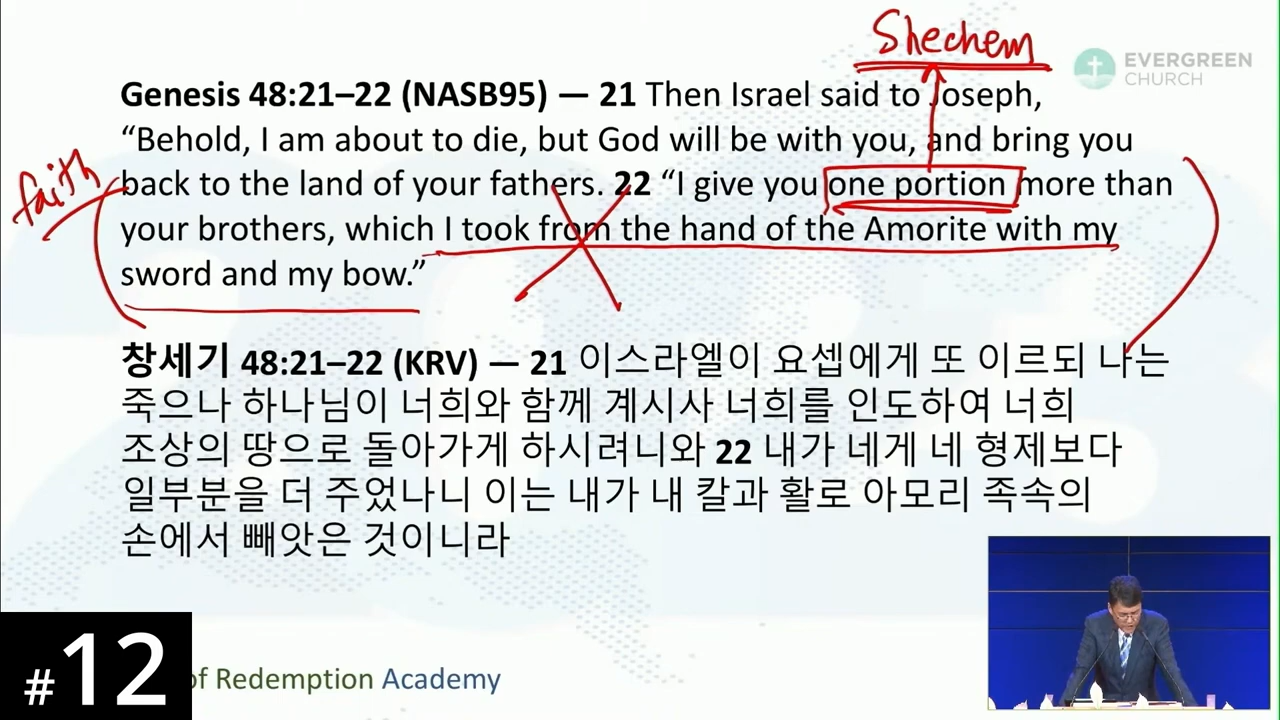 Shechem
EVERGREEN
CHURCH
Genesis 48:21–22 (NASB95) — 21 Then Israel said to Joseph,
“Behold, I am about to die, but God will be with you, and bring you
faith
back to the land of your fathers. 22 “I give you one portion more than
your brothers, which I took from the hand of the Amorite with my
sword and my bow.”
창세기 48:21–22 (KRV) — 21 이스라엘이 요셉에게 또 이르되 나는
죽으나 하나님이 너희와 함께 계시사 너희를 인도하여 너희
조상의 땅으로 돌아가게 하시려니와 22 내가 네게 네 형제보다
일부분을 더 주었나니 이는 내가 내 칼과 활로 아모리 족속의
손에서 빼앗은 것이니라
#12
of Redemption Academy